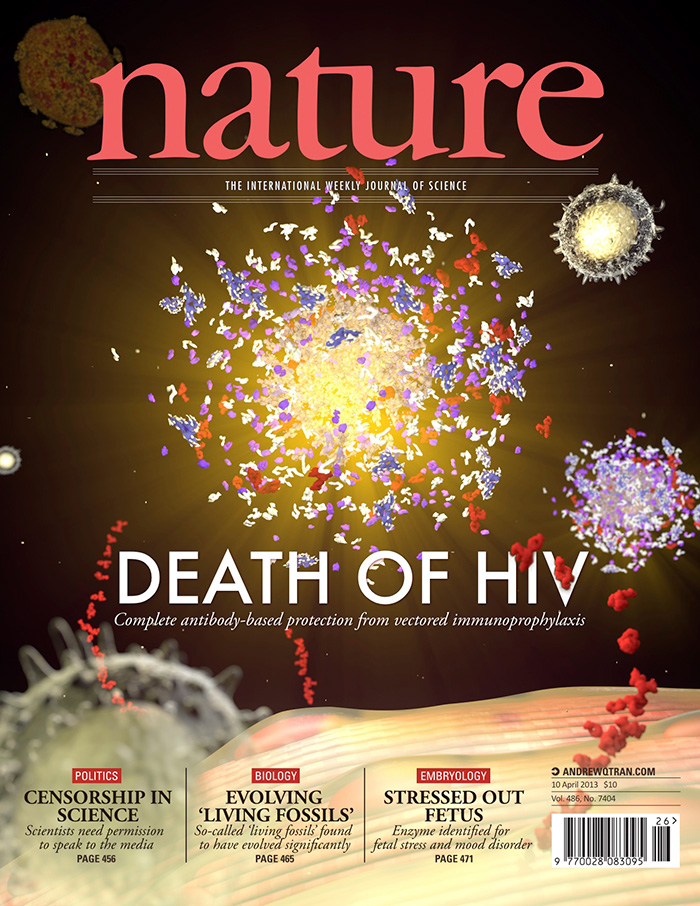 nature
THE INTERNATIONAL WEEKLY JOURNAL OF SCIENCE
DEATH OF HIV
Complete antibody-based protection from vectored immunoprophylaxis
POLITICS
CENSORSHIP IN
SCIENCE
Scientists need permission
to speak to the media
PAGE 456
BIOLOGY
EVOLVING
‘LIVING FOSSILS’
So-called ‘living fossils’ found
to have evolved significantly
PAGE 465
EMBRYOLOGY
STRESSED OUT
FETUS
Enzyme identified for
fetal stress and mood disorder
PAGE 471
ANDREWQTRAN.COM
10 April 2013 $10
Vol. 486, No. 7404
26>
9 770028 083095